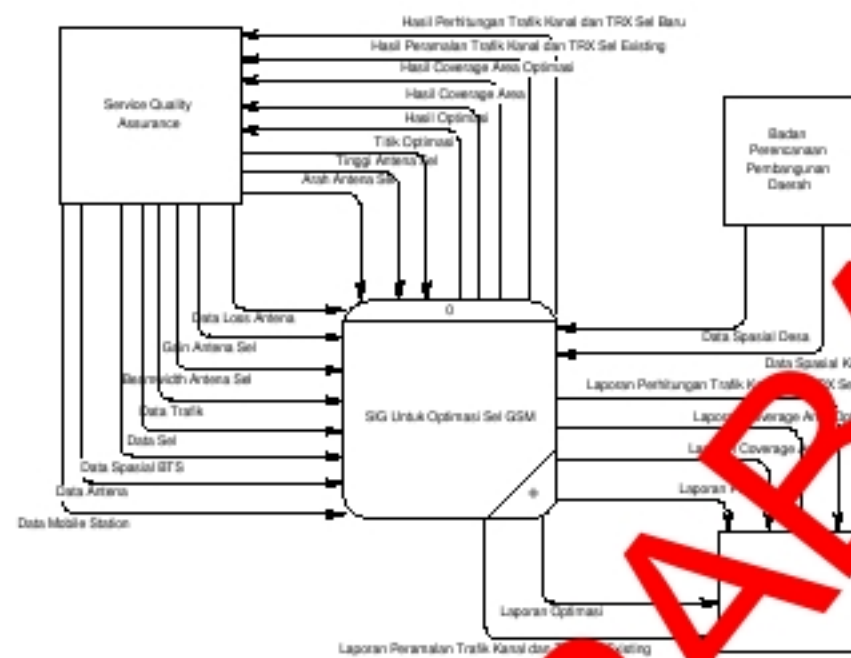 Hasil Perhitungan Trafik Kanal dan TRX Sel Baru
Hasil Peramalan Trafik Kanal dan TRX Sel Existing
Hasil Coverage Area Optimasi
Hasil Coverage Area
Hasil Optimasi
Titik Optimasi
Tinggi Antena Sel
Arah Antena Sel
Service Quality
Assurance
Badan
Perencanaan
Pembangunan
Daerah
0
Data Loss Antena
Gain Antena Sel
Beamwidth Antena Sel
Data Trafik
Data Sel
Data Spasial BTS
Data Antena
Data Mobile Station
SIG Untuk Optimasi Sel GSM
Data Spasial Desa
Data Spasial
Laporan Perhitungan Trafik
Laporan Coverage
Laporan
Laporan Optimasi
Laporan Peramalan Trafik Kanal dan Existing